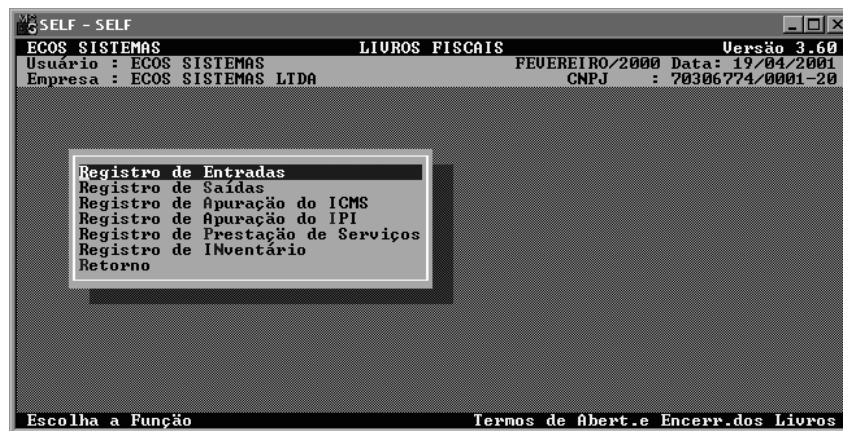 SELF - SELF
ECOS SISTEMAS LIVROS FISCAIS Versão 3.60
Usuário : ECOS SISTEMAS FEVEREIRO/2000 Data: 19/04/2001
Empresa : ECOS SISTEMAS LTDA CNPJ : 70306774/0001-20
Registro de Entradas
Registro de Saídas
Registro de Apuração do ICMS
Registro de Apuração do IPI
Registro de Prestação de Serviços
Registro de INventário
Retorno
Escolha a Função Termos de Abert.e Encerr.dos Livros